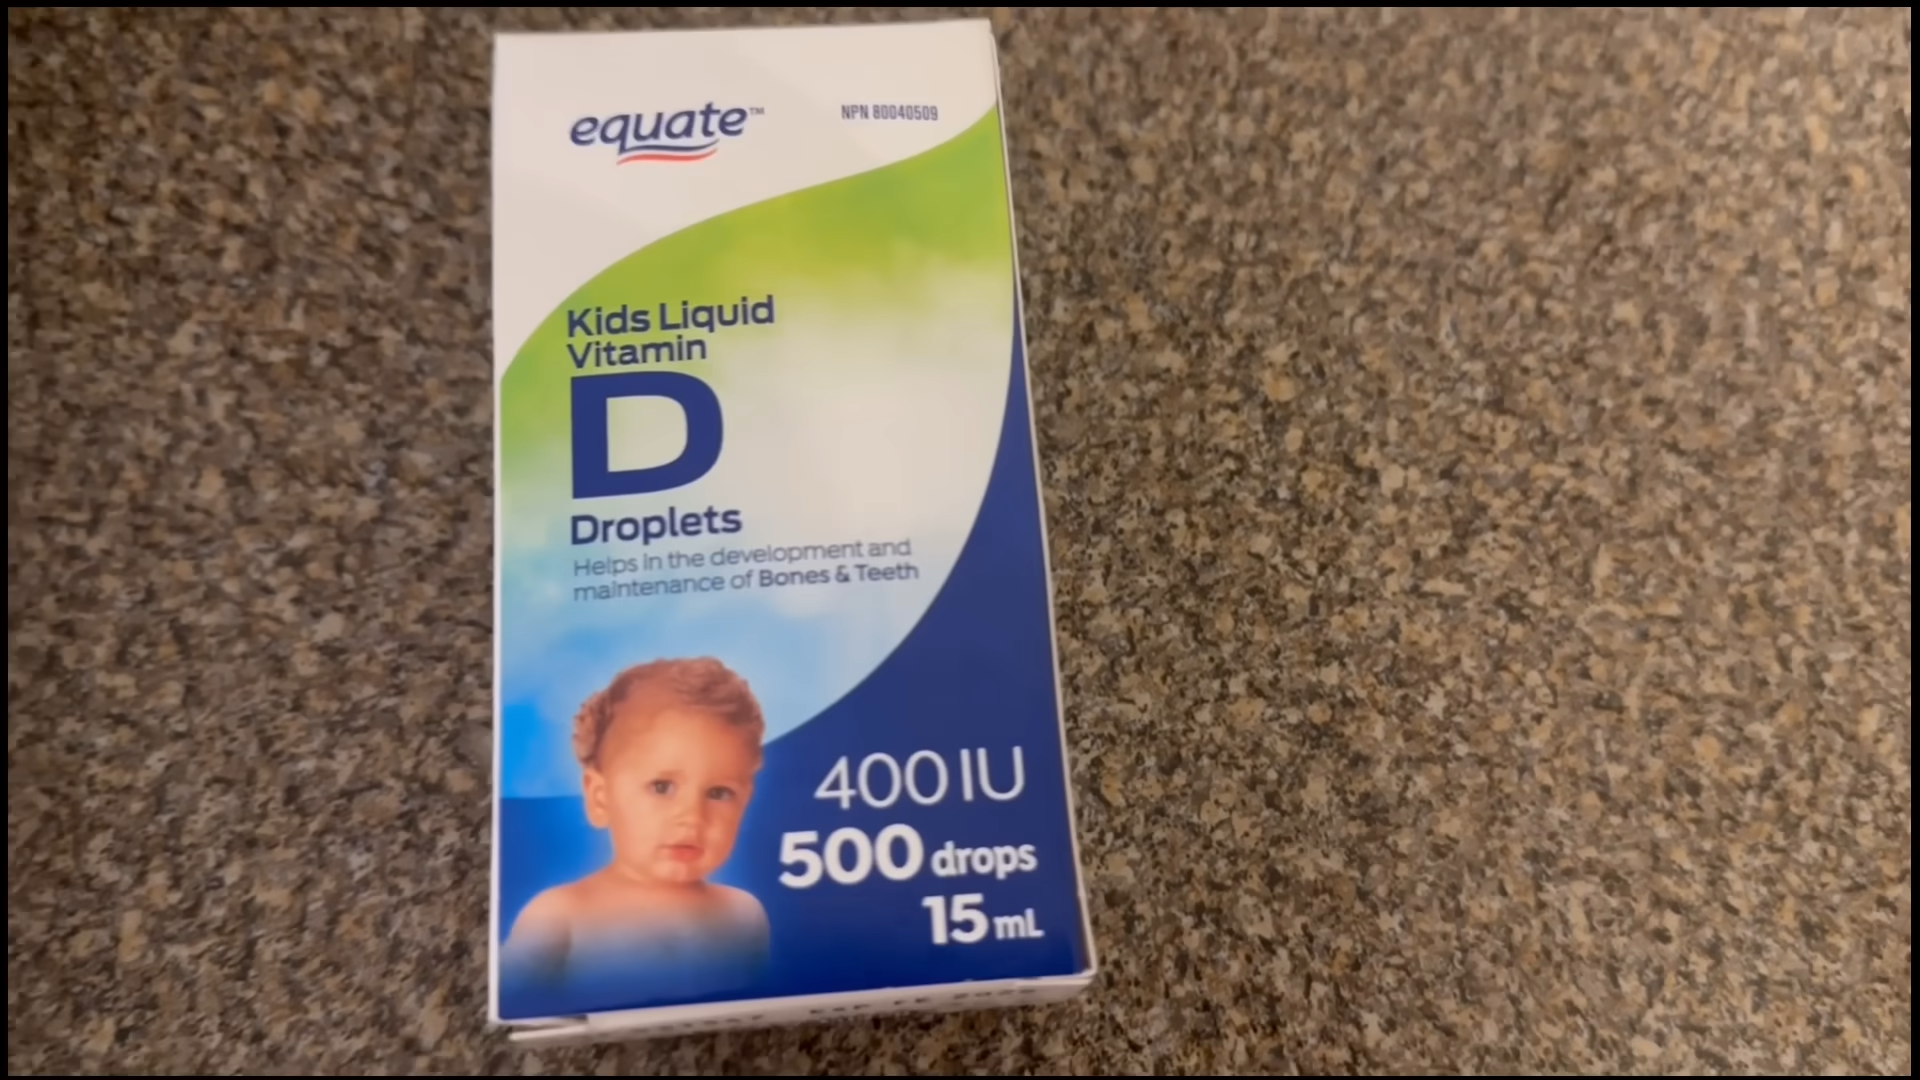 equate™
NPN 80040509
Kids Liquid
Vitamin
D
Droplets
Helps in the development and
maintenance of Bones & Teeth
400 IU
500 drops
15 mL